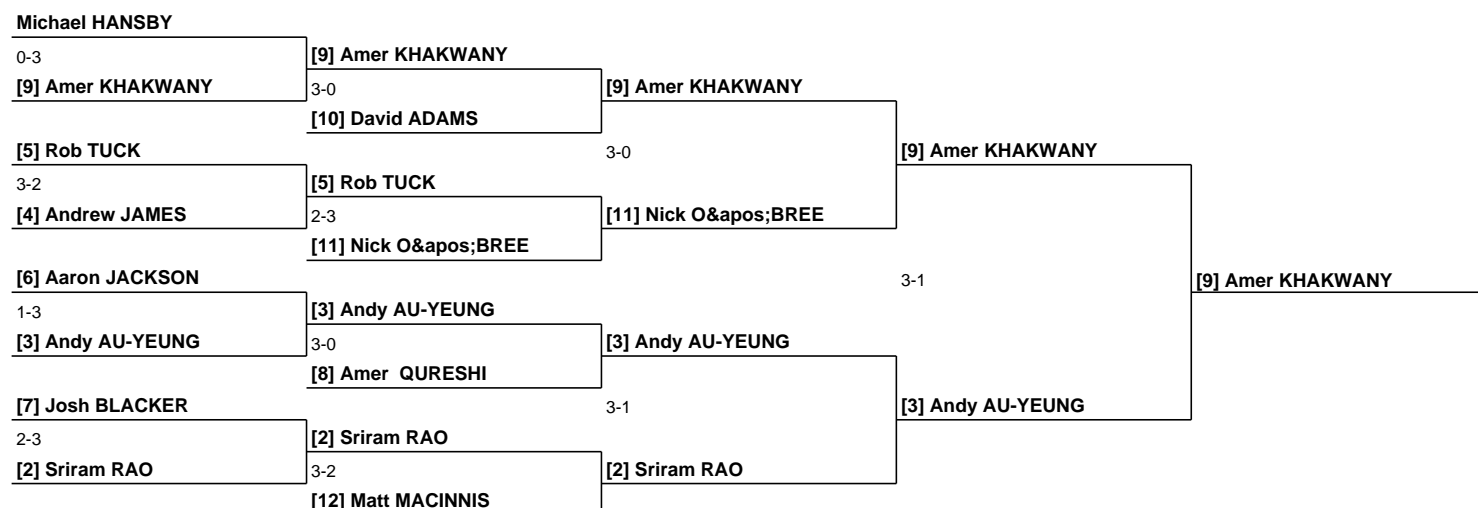 Michael HANSBY
0-3
[9] Amer KHAKWANY
[9] Amer KHAKWANY
3-0
[9] Amer KHAKWANY
[10] David ADAMS
[5] Rob TUCK
3-0
[9] Amer KHAKWANY
3-2
[5] Rob TUCK
[4] Andrew JAMES
2-3
[11] Nick O&apos;BREE
[11] Nick O&apos;BREE
[6] Aaron JACKSON
3-1
[9] Amer KHAKWANY
1-3
[3] Andy AU-YEUNG
[3] Andy AU-YEUNG
3-0
[3] Andy AU-YEUNG
[8] Amer  QURESHI
[7] Josh BLACKER
3-1
[3] Andy AU-YEUNG
2-3
[2] Sriram RAO
[2] Sriram RAO
3-2
[2] Sriram RAO
[12] Matt MACINNIS